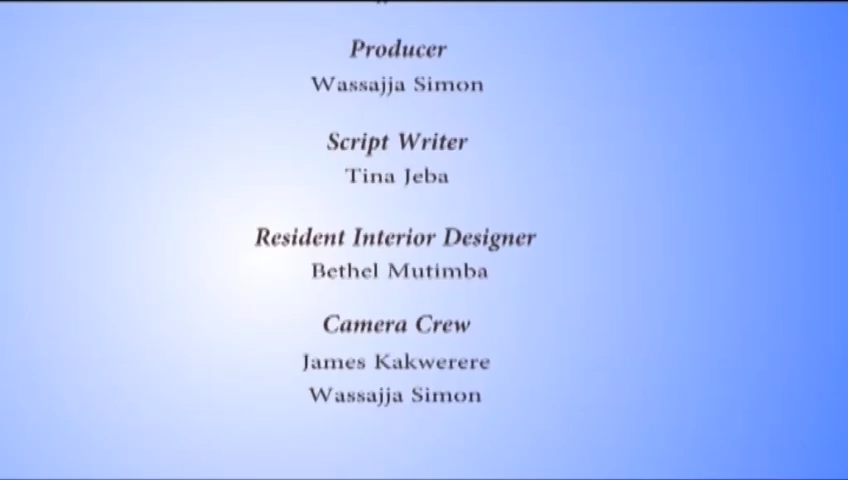 Producer
Wassajja Simon
Script Writer
Tina Jeba
Resident Interior Designer
Bethel Mutimba
Camera Crew
James Kakwerere
Wassajja Simon